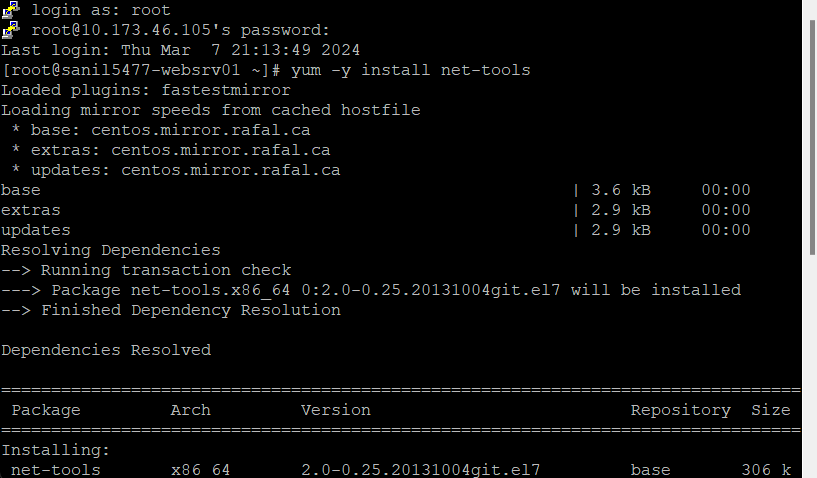 login as: root
root@10.173.46.105's password:
Last login: Thu Mar  7 21:13:49 2024
[root@sanil5477-websrv01 ~]# yum -y install net-tools
Loaded plugins: fastestmirror
Loading mirror speeds from cached hostfile
 * base: centos.mirror.rafal.ca
 * extras: centos.mirror.rafal.ca
 * updates: centos.mirror.rafal.ca
base                                                     | 3.6 kB     00:00
extras                                                   | 2.9 kB     00:00
updates                                                  | 2.9 kB     00:00
Resolving Dependencies
--> Running transaction check
---> Package net-tools.x86_64 0:2.0-0.25.20131004git.el7 will be installed
--> Finished Dependency Resolution
Dependencies Resolved
================================================================================
 Package         Arch         Version                          Repository  Size
================================================================================
Installing:
 net-tools       x86_64       2.0-0.25.20131004git.el7         base       306 k